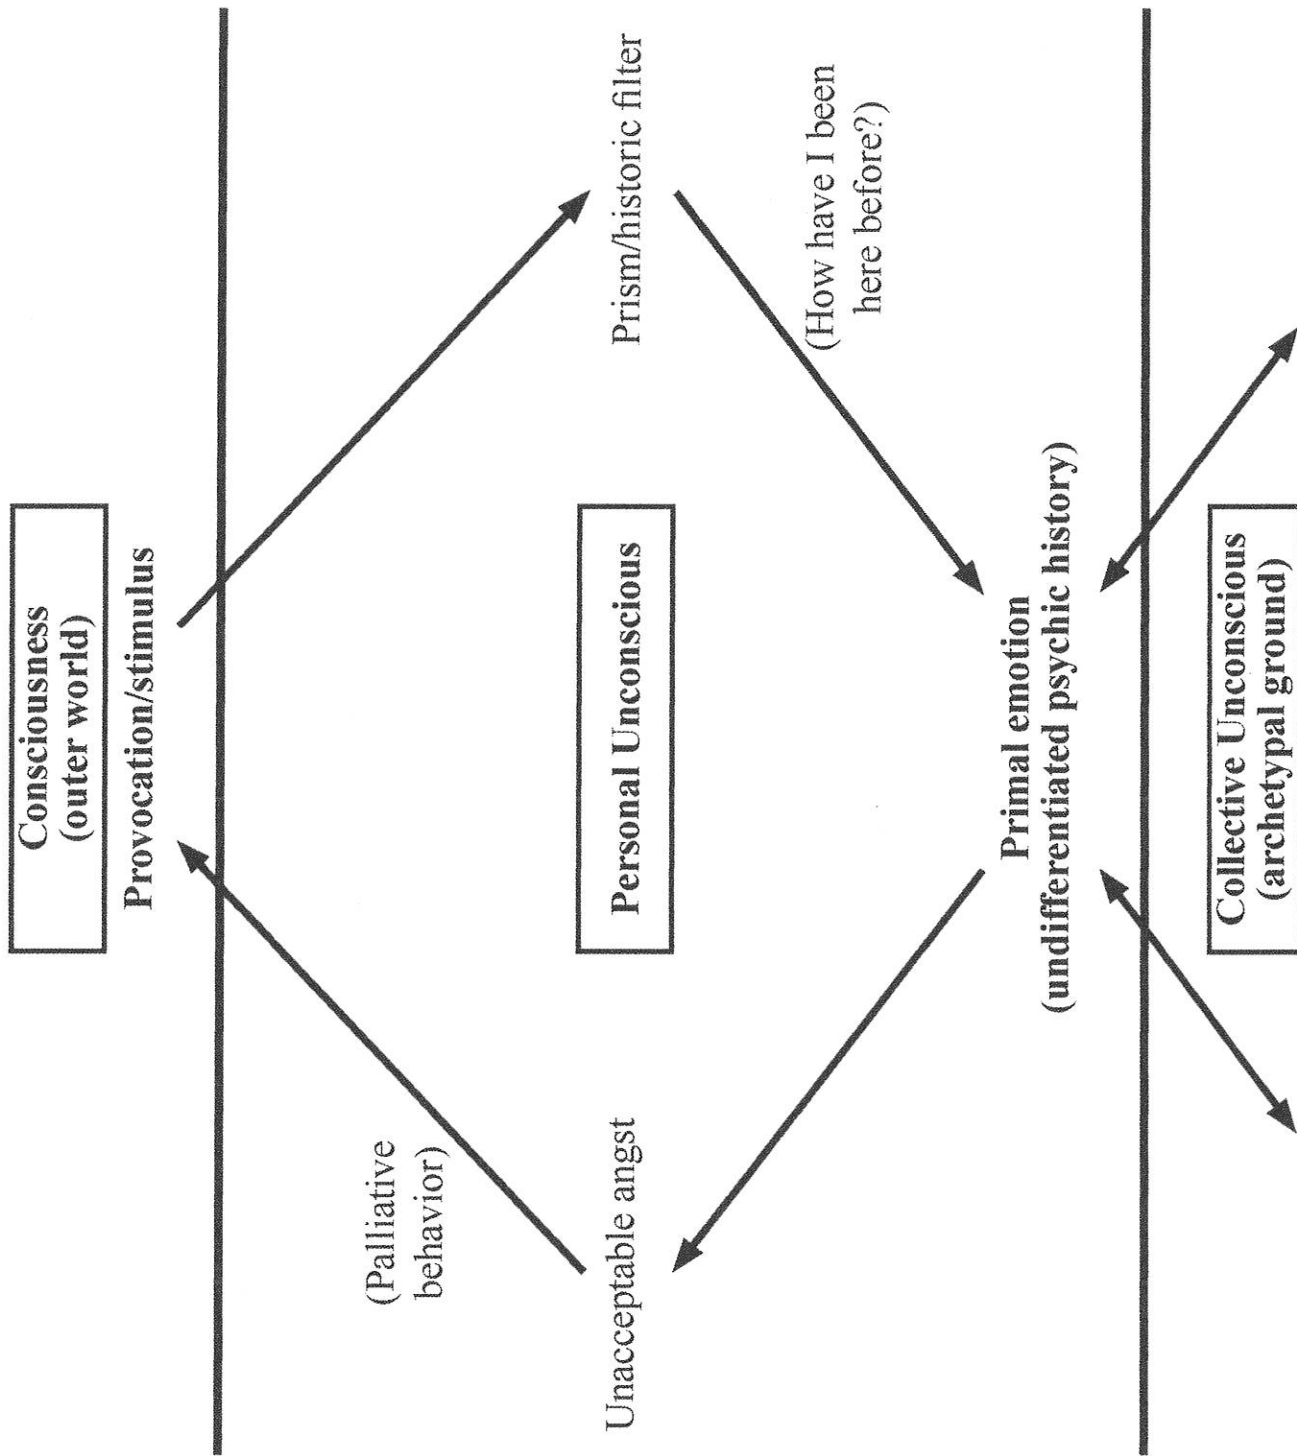 Consciousness
(outer world)
Provocation/stimulus
(Palliative
behavior)
Unacceptable angst
Personal Unconscious
Prism/historic filter
(How have I been
here before?)
Primal emotion
(undifferentiated psychic history)
Collective Unconscious
(archetypal ground)